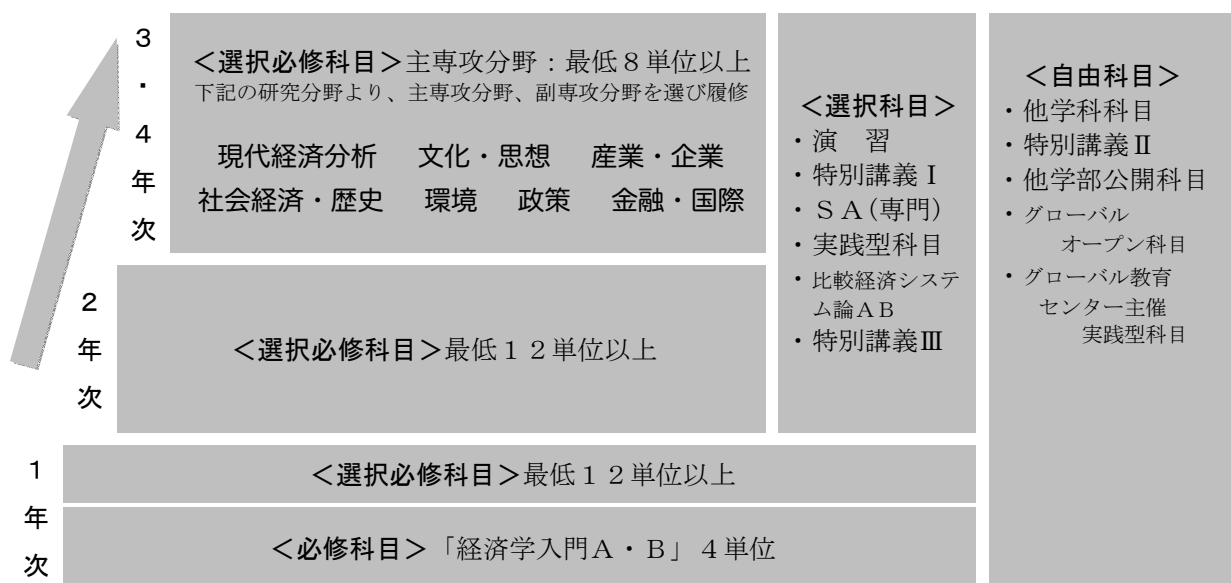 3・4年次
＜選択必修科目＞主専攻分野：最低８単位以上
下記の研究分野より、主専攻分野、副専攻分野を選び履修
現代経済分析　文化・思想　産業・企業
社会経済・歴史　環境　政策　金融・国際
2年次
＜選択必修科目＞最低１２単位以上
＜選択科目＞
・演　習
・特別講義Ⅰ
・ＳＡ(専門)
・実践型科目
・比較経済システ
ム論ＡＢ
・特別講義Ⅲ
＜自由科目＞
・他学科科目
・特別講義Ⅱ
・他学部公開科目
・グローバル
オープン科目
・グローバル教育
センター主催
実践型科目
1年次
＜選択必修科目＞最低１２単位以上
＜必修科目＞「経済学入門Ａ・Ｂ」４単位